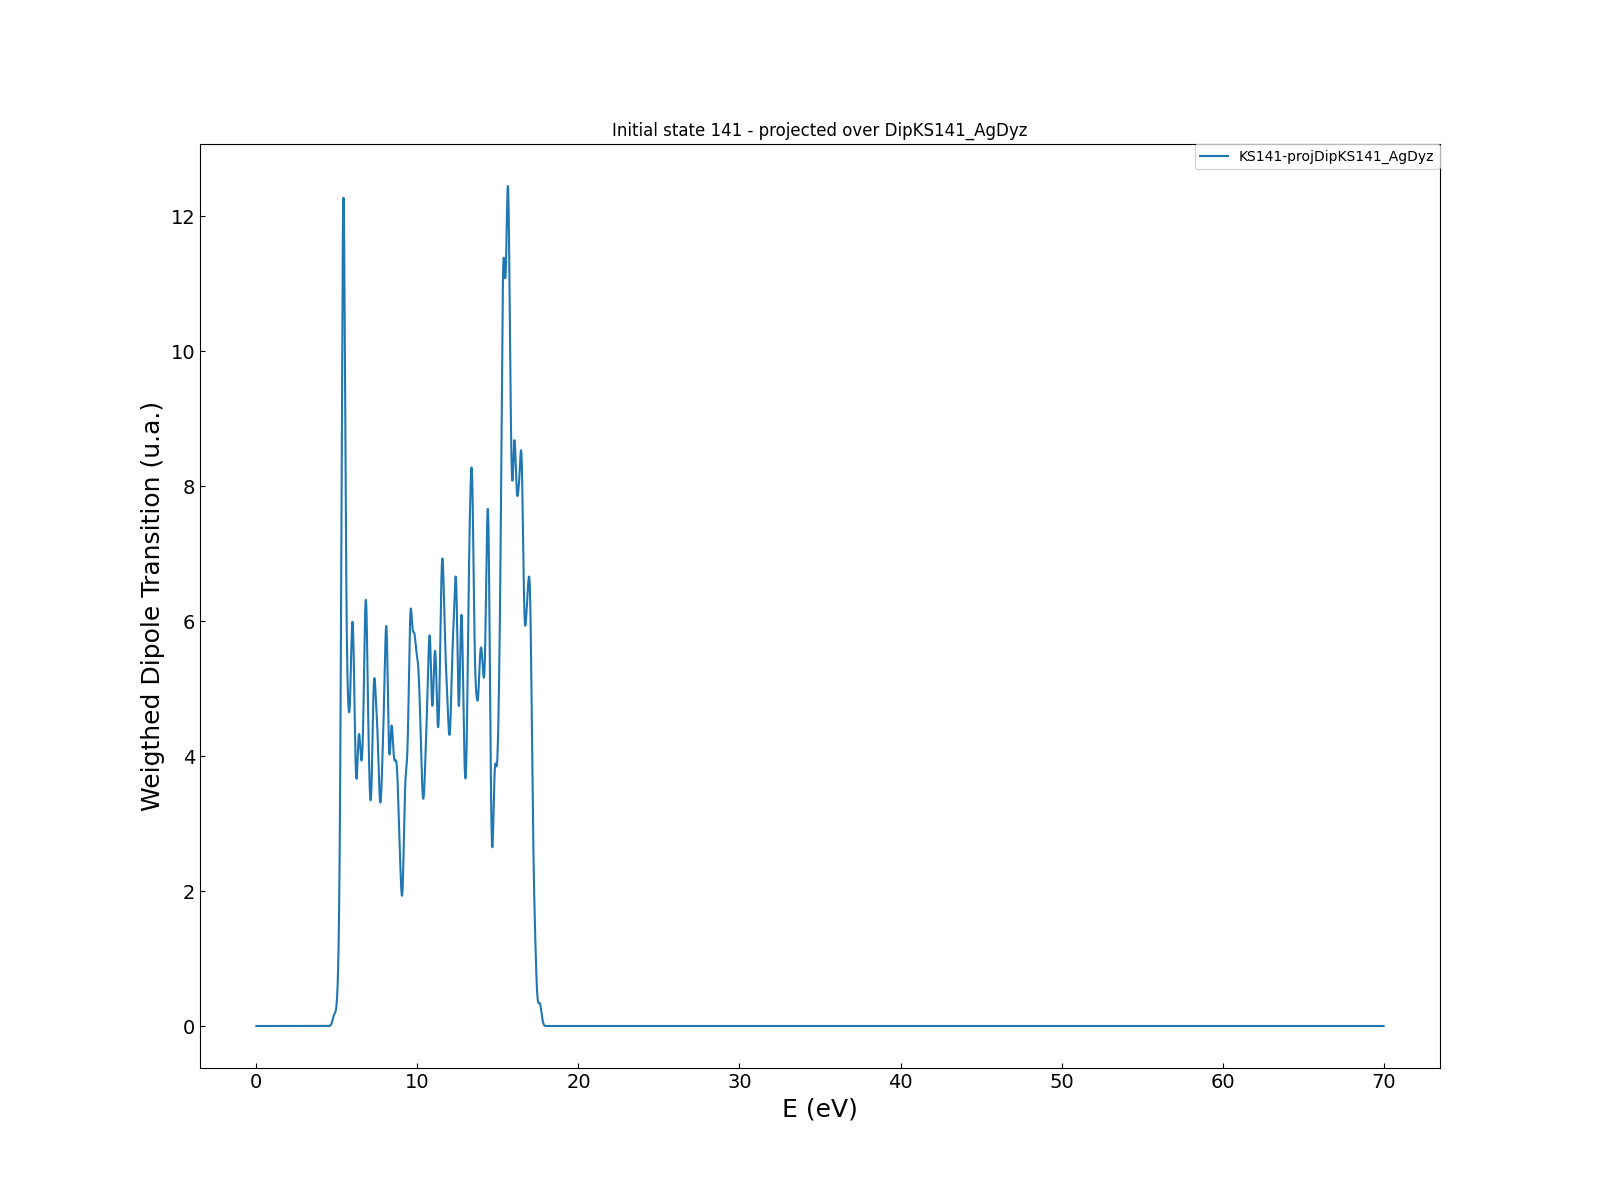 Initial state 141 - projected over DipKS141_AgDyz
KS141-projDipKS141_AgDyz
12
10
8
6
4
2
0
Weigthed Dipole Transition (u.a.)
0 10 20 30 40 50 60 70
E (eV)